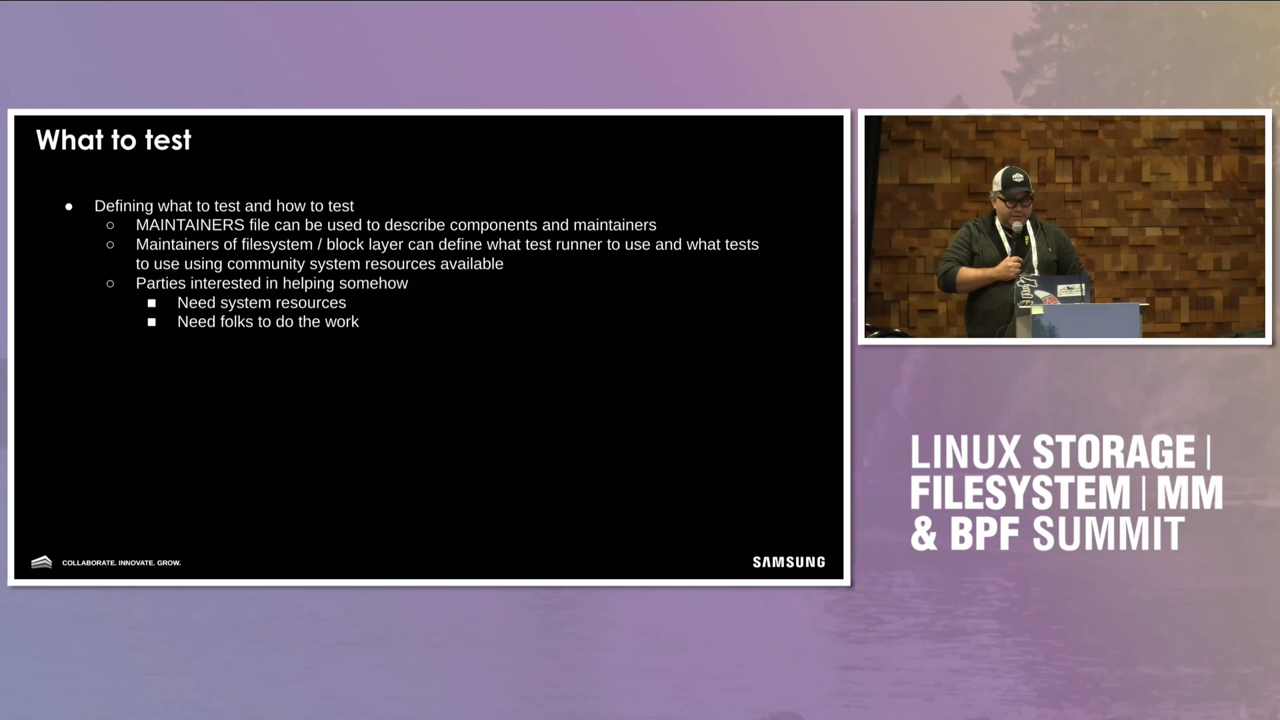 What to test
● Defining what to test and how to test
○ MAINTAINERS file can be used to describe components and maintainers
○ Maintainers of filesystem / block layer can define what test runner to use and what tests
to use using community system resources available
○ Parties interested in helping somehow
■ Need system resources
■ Need folks to do the work
COLLABORATE. INNOVATE. GROW.
SAMSUNG
LINUX STORAGE |
FILESYSTEM | MM
& BPF SUMMIT